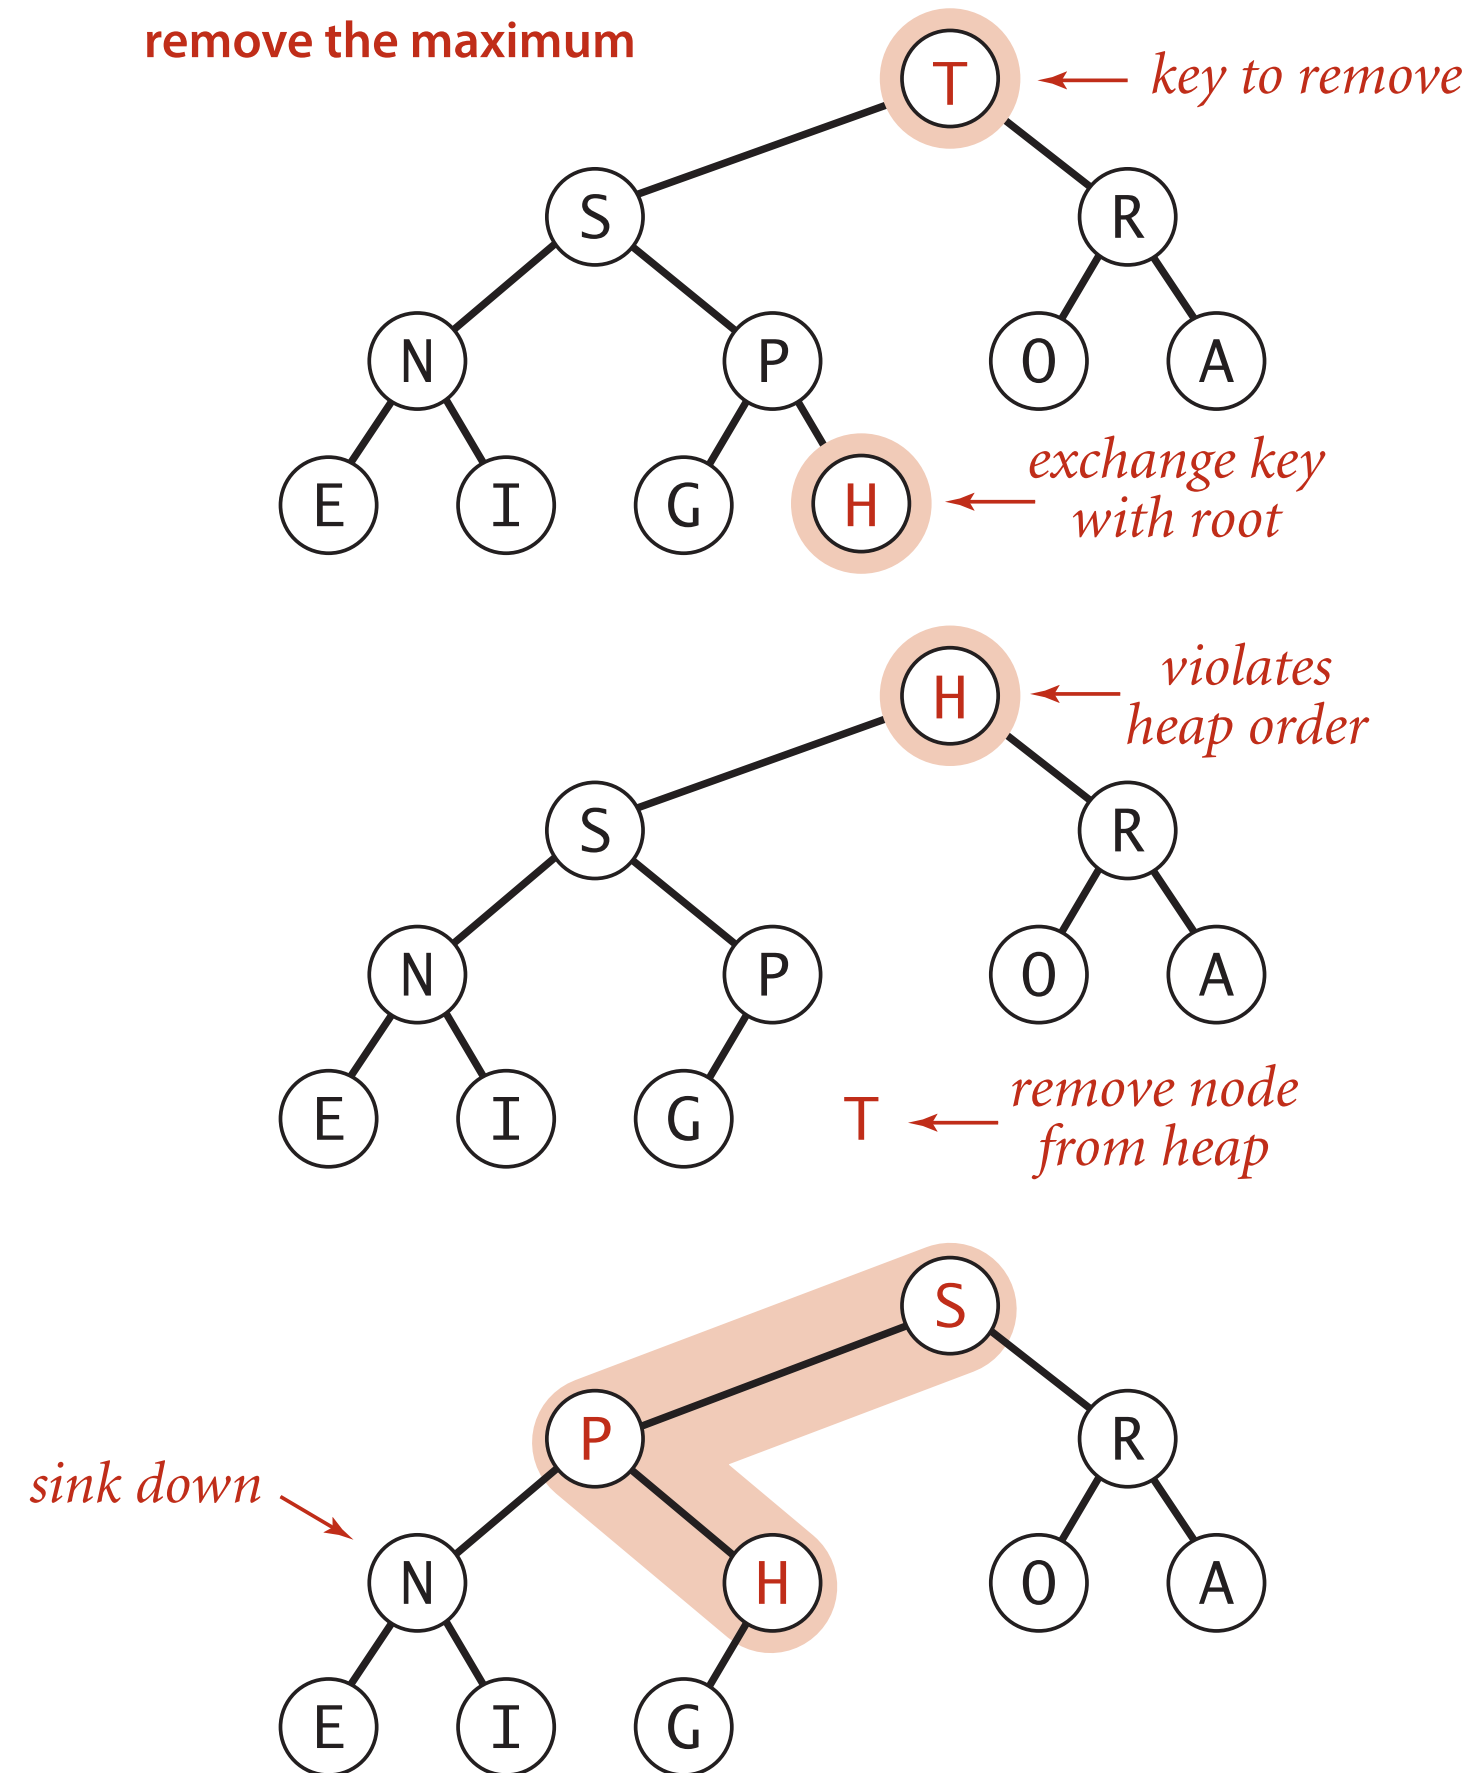 remove the maximum
T
key to remove
S
R
N
P
O
A
exchange key
with root
E
I
G
H
violates
heap order
H
S
R
N
P
O
A
remove node
from heap
E
I
G
T
S
P
R
sink down
N
H
O
A
E
I
G